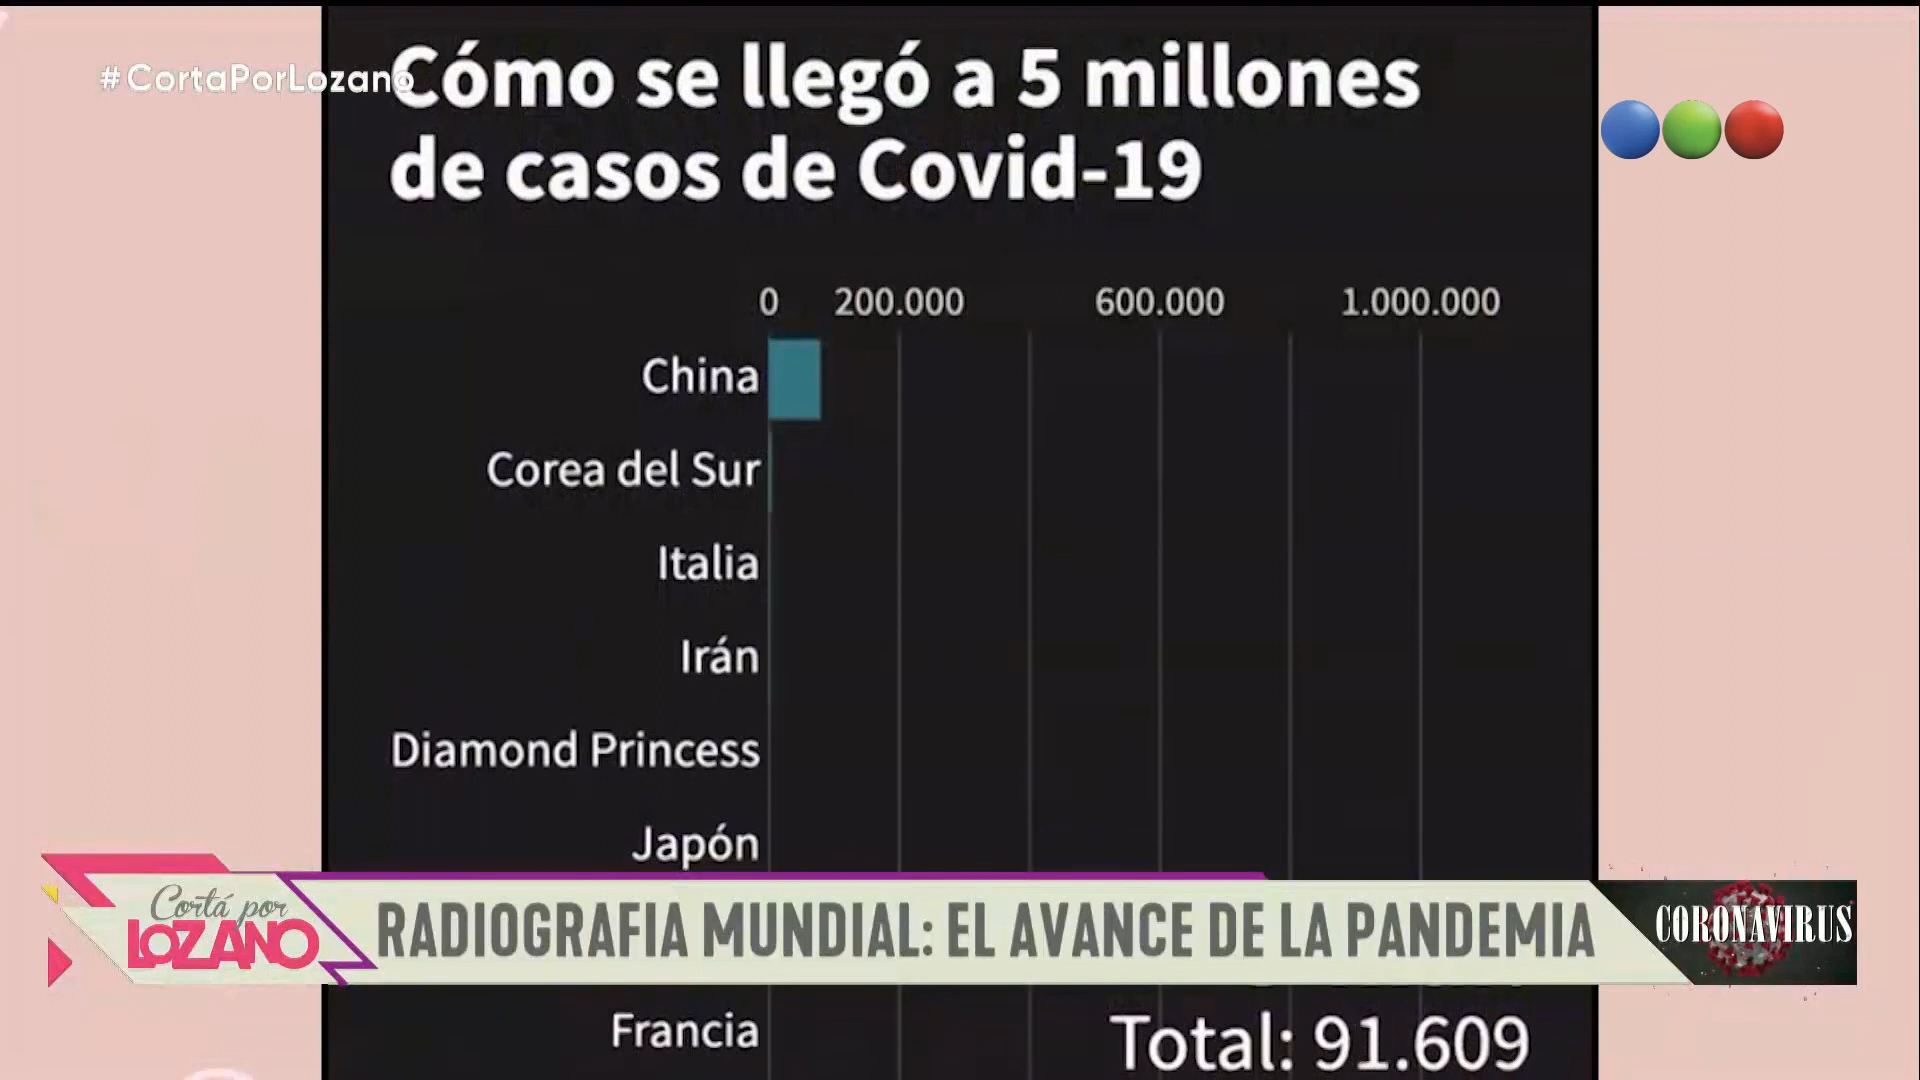 #CortaPorLozano
Cómo se llegó a 5 millones
de casos de Covid-19
0 200.000 600.000 1.000.000
China
Corea del Sur
Italia
Irán
Diamond Princess
Japón
Cortá por
LOZANO
RADIOGRAFIA MUNDIAL: EL AVANCE DE LA PANDEMIA
CORONAVIRUS
Francia
Total: 91.609